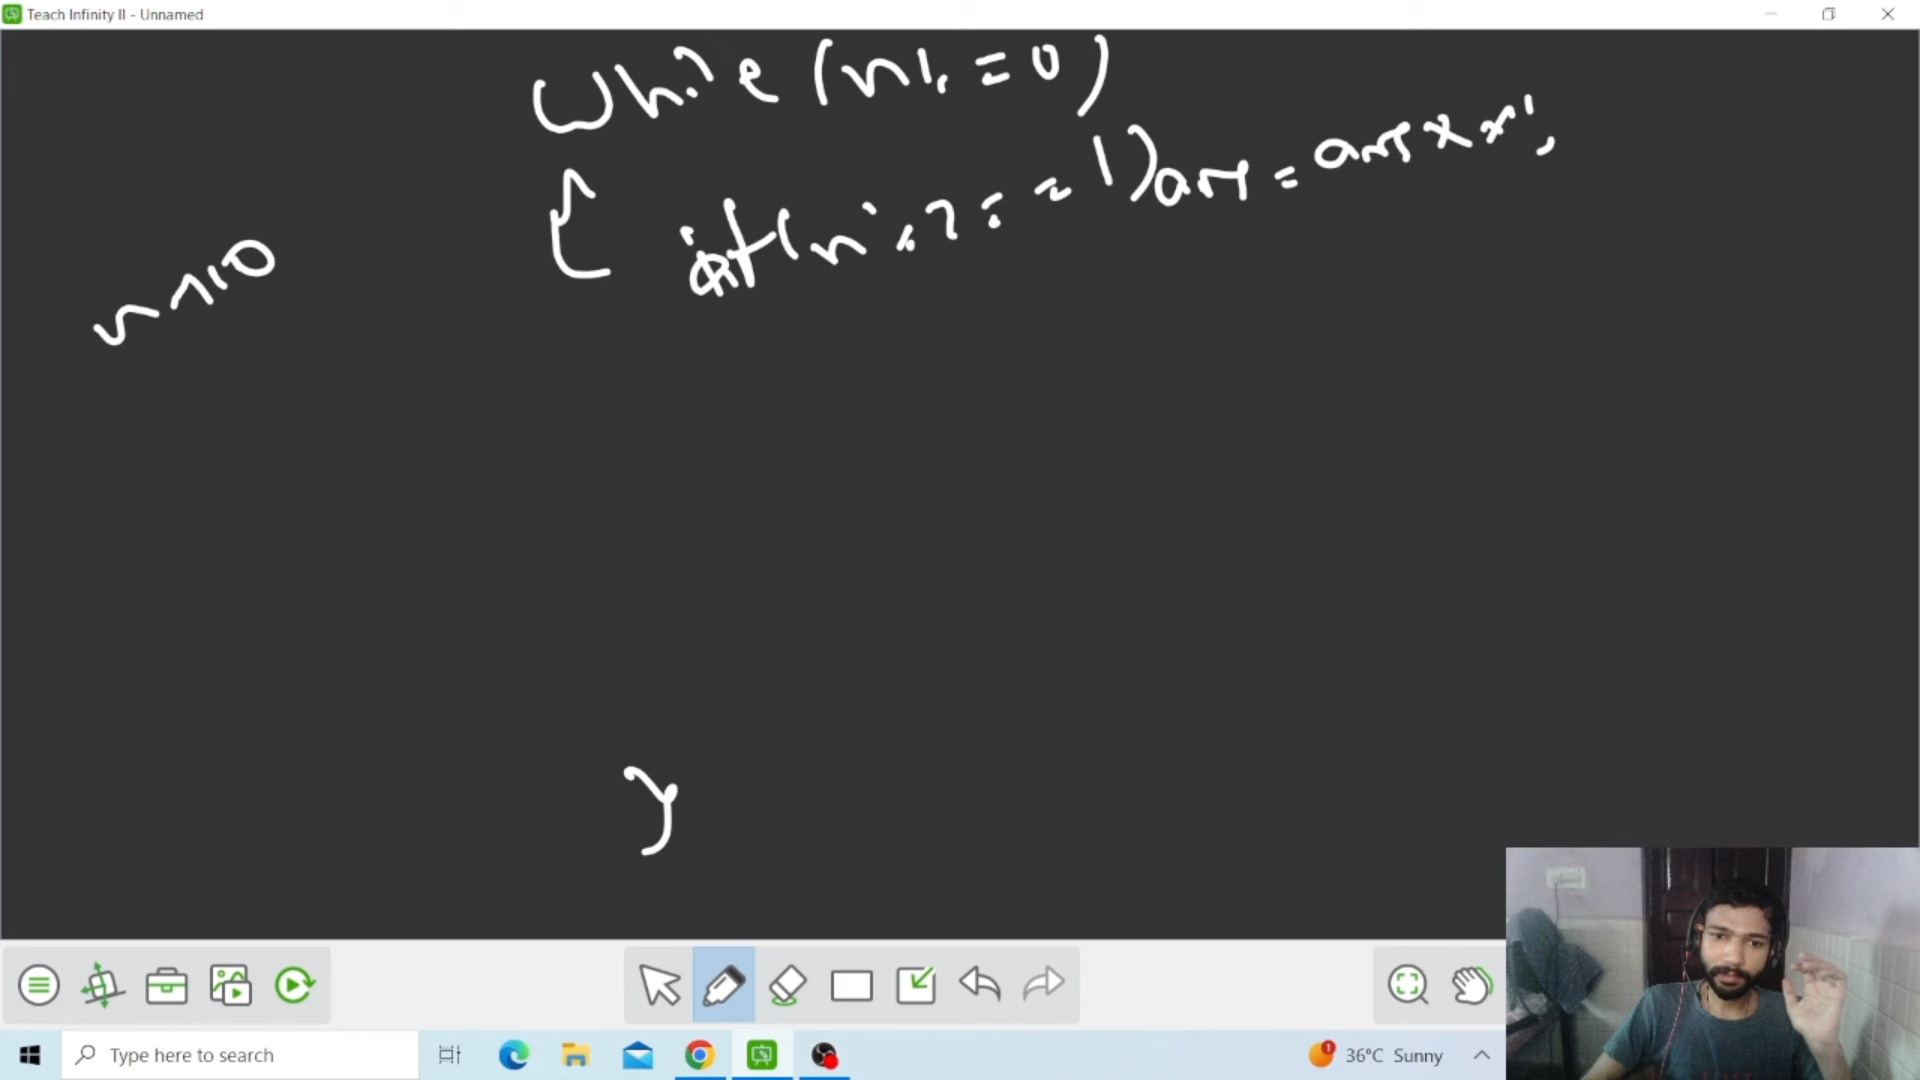 Teach Infinity II - Unnamed
while (n!=0)
{ if(n%2==1)ans=ans*x;
n>10
}
Type here to search
36°C Sunny